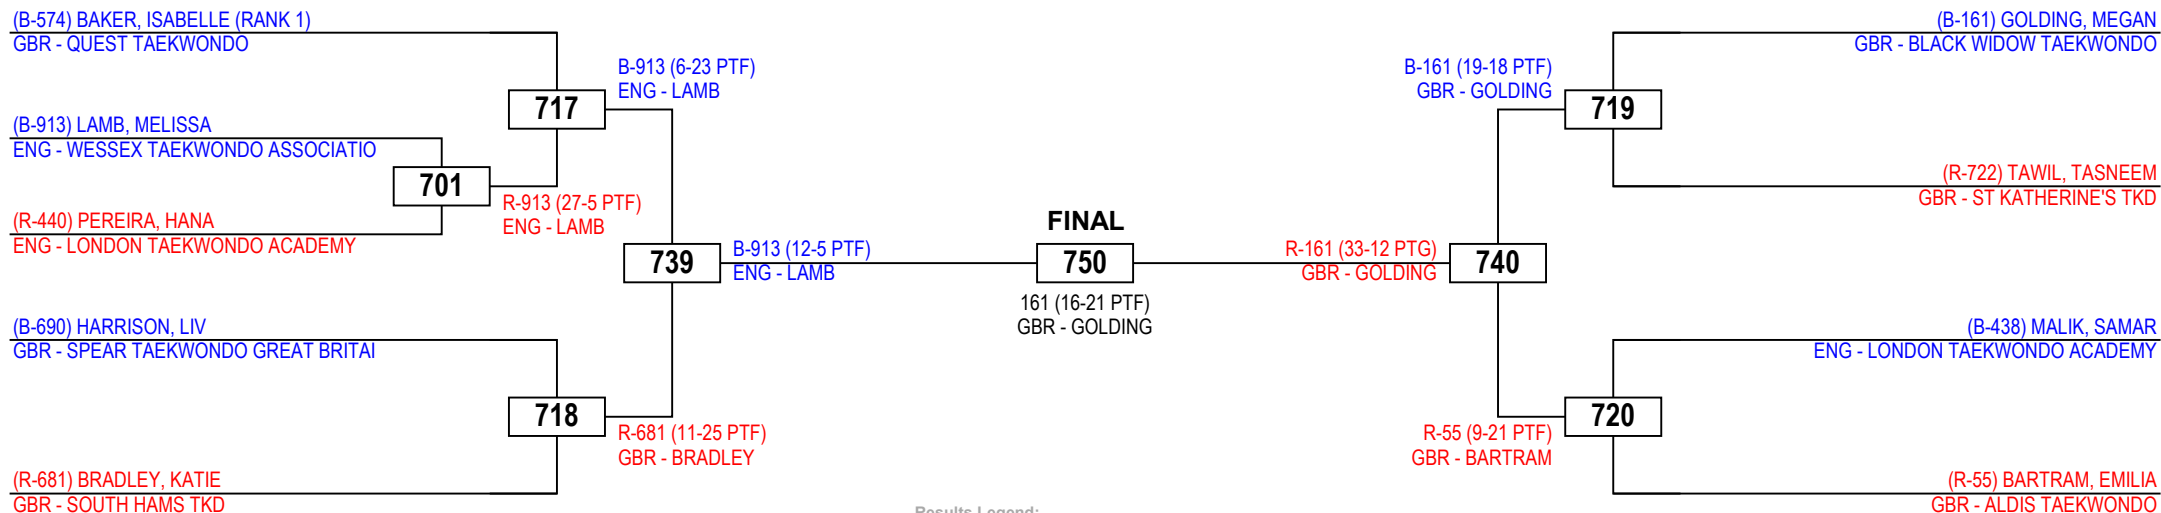 (B-574) BAKER, ISABELLE (RANK 1)
GBR - QUEST TAEKWONDO
(B-913) LAMB, MELISSA
ENG - WESSEX TAEKWONDO ASSOCIATIO
(R-440) PEREIRA, HANA
ENG - LONDON TAEKWONDO ACADEMY
(B-690) HARRISON, LIV
GBR - SPEAR TAEKWONDO GREAT BRITAI
(R-681) BRADLEY, KATIE
GBR - SOUTH HAMS TKD
701
R-913 (27-5 PTF)
ENG - LAMB
717
B-913 (6-23 PTF)
ENG - LAMB
718
R-681 (11-25 PTF)
GBR - BRADLEY
739
B-913 (12-5 PTF)
ENG - LAMB
FINAL
750
161 (16-21 PTF)
GBR - GOLDING
R-161 (33-12 PTG)
GBR - GOLDING
740
B-161 (19-18 PTF)
GBR - GOLDING
719
R-55 (9-21 PTF)
GBR - BARTRAM
720
(B-161) GOLDING, MEGAN
GBR - BLACK WIDOW TAEKWONDO
(R-722) TAWIL, TASNEEM
GBR - ST KATHERINE'S TKD
(B-438) MALIK, SAMAR
ENG - LONDON TAEKWONDO ACADEMY
(R-55) BARTRAM, EMILIA
GBR - ALDIS TAEKWONDO
Results Legend: